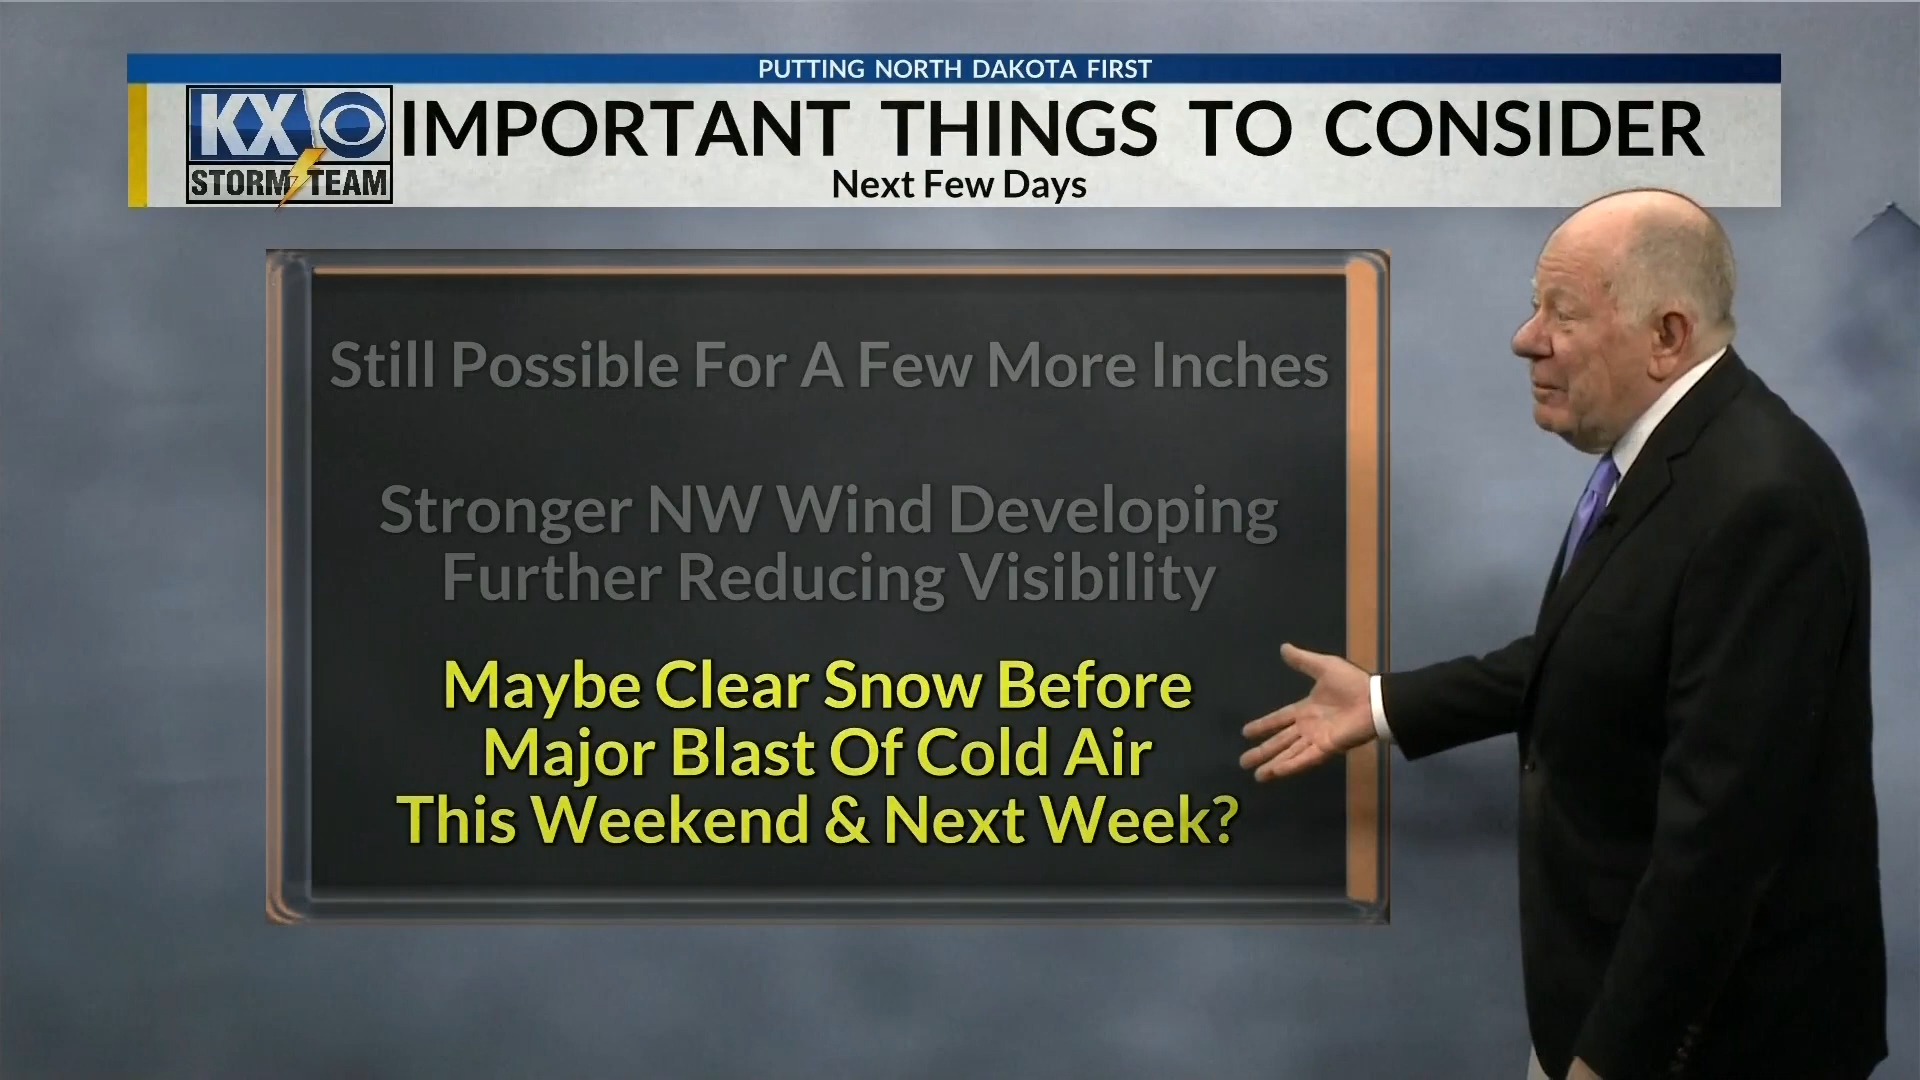 PUTTING NORTH DAKOTA FIRST
KX
STORM TEAM
IMPORTANT THINGS TO CONSIDER
Next Few Days
Still Possible For A Few More Inches
Stronger NW Wind Developing
Further Reducing Visibility
Maybe Clear Snow Before
Major Blast Of Cold Air
This Weekend & Next Week?